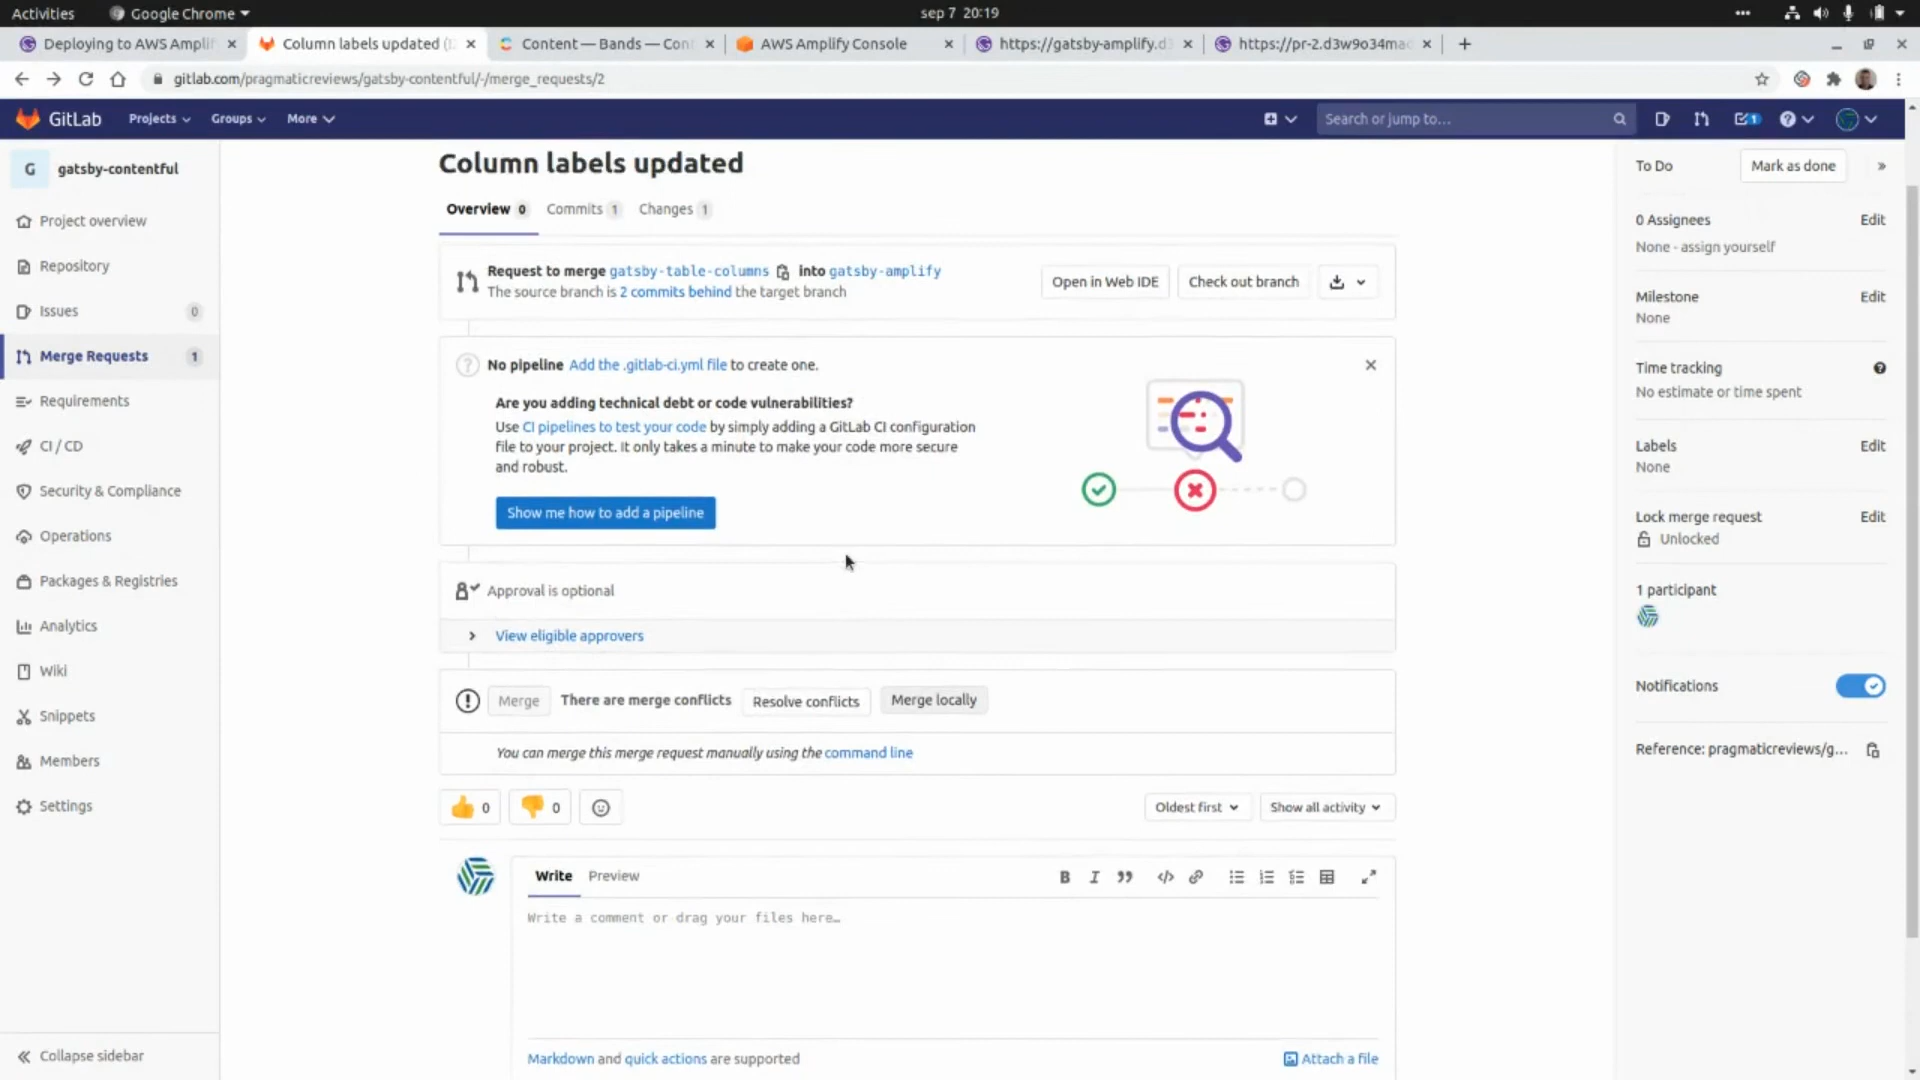 Activities
Google Chrome
sep 7 20:19
Deploying to AWS Amplif
Column labels updated (
Content — Bands — Con
AWS Amplify Console
https://gatsby-amplify.d
https://pr-2.d3w9o34mac
gitlab.com/pragmaticreviews/gatsby-contentful/-/merge_requests/2
GitLab
Projects
Groups
More
Search or jump to...
1
G
gatsby-contentful
Project overview
Repository
Issues 0
Merge Requests 1
Requirements
CI / CD
Security & Compliance
Operations
Packages & Registries
Analytics
Wiki
Snippets
Members
Settings
Collapse sidebar
Column labels updated
Overview 0
Commits 1
Changes 1
Request to merge gatsby-table-columns into gatsby-amplify
The source branch is 2 commits behind the target branch
Open in Web IDE
Check out branch
No pipeline Add the .gitlab-ci.yml file to create one.
Are you adding technical debt or code vulnerabilities?
Use CI pipelines to test your code by simply adding a GitLab CI configuration
file to your project. It only takes a minute to make your code more secure
and robust.
Show me how to add a pipeline
Approval is optional
View eligible approvers
Merge
There are merge conflicts
Resolve conflicts
Merge locally
You can merge this merge request manually using the command line
0
0
Oldest first
Show all activity
Write
Preview
Write a comment or drag your files here…
Markdown and quick actions are supported
Attach a file
To Do
Mark as done
0 Assignees
Edit
None - assign yourself
Milestone
Edit
None
Time tracking
No estimate or time spent
Labels
Edit
None
Lock merge request
Edit
Unlocked
1 participant
Notifications
Reference: pragmaticreviews/g...